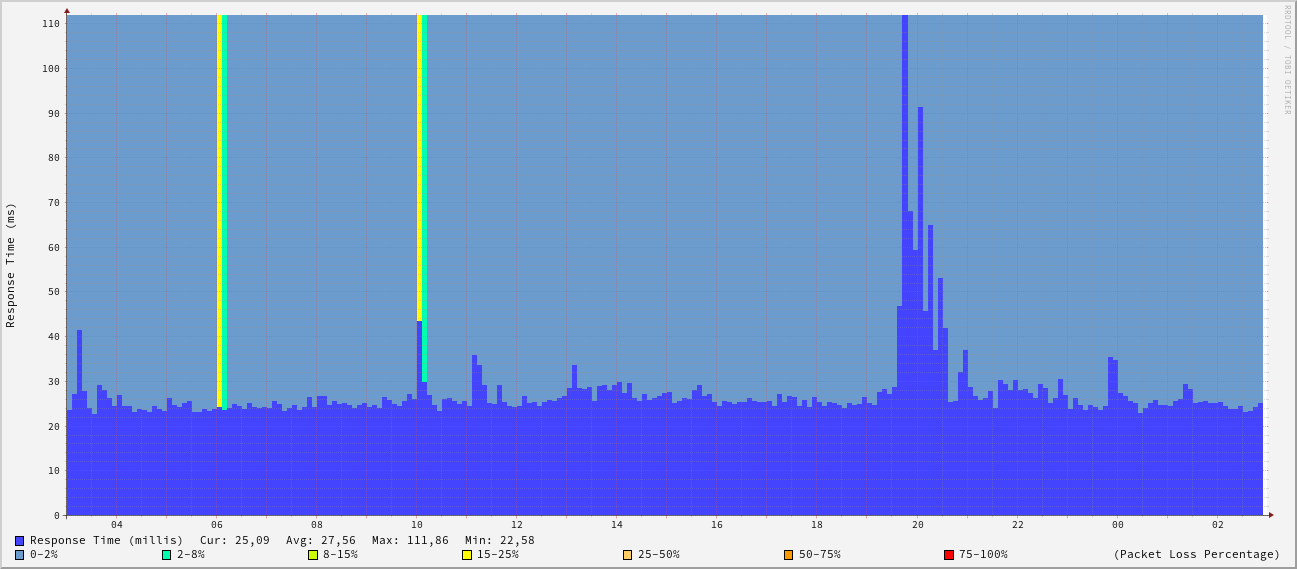 RRDTOOL / TOBI OETIKER
Response Time (ms)
110
100
90
80
70
60
50
40
30
20
10
0
04 06 08 10 12 14 16 18 20 22 00 02
Response Time (millis) Cur: 25,09 Avg: 27,56 Max: 111,86 Min: 22,58
0-2% 2-8% 8-15% 15-25% 25-50% 50-75% 75-100% (Packet Loss Percentage)